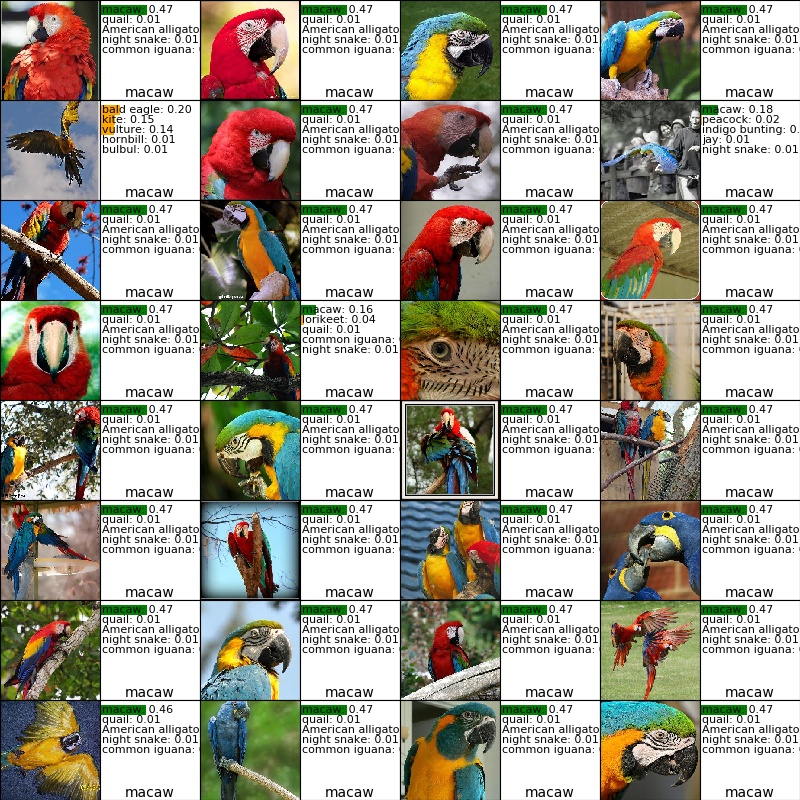 macaw: 0.47
quail: 0.01
American alligato
night snake: 0.01
common iguana:
macaw
macaw: 0.47
quail: 0.01
American alligato
night snake: 0.01
common iguana:
macaw
macaw: 0.47
quail: 0.01
American alligato
night snake: 0.01
common iguana:
macaw
macaw: 0.47
quail: 0.01
American alligato
night snake: 0.01
common iguana:
macaw
bald eagle: 0.20
kite: 0.15
vulture: 0.14
hornbill: 0.01
bulbul: 0.01
macaw
macaw: 0.47
quail: 0.01
American alligato
night snake: 0.01
common iguana:
macaw
macaw: 0.47
quail: 0.01
American alligato
night snake: 0.01
common iguana:
macaw
macaw: 0.18
peacock: 0.02
indigo bunting: 0.
jay: 0.01
night snake: 0.01
macaw
macaw: 0.47
quail: 0.01
American alligato
night snake: 0.01
common iguana:
macaw
macaw: 0.47
quail: 0.01
American alligato
night snake: 0.01
common iguana:
macaw
macaw: 0.47
quail: 0.01
American alligato
night snake: 0.01
common iguana:
macaw
macaw: 0.47
quail: 0.01
American alligato
night snake: 0.01
common iguana:
macaw
macaw: 0.47
quail: 0.01
American alligato
night snake: 0.01
common iguana:
macaw
macaw: 0.16
lorikeet: 0.04
quail: 0.01
common iguana:
night snake: 0.01
macaw
macaw: 0.47
quail: 0.01
American alligato
night snake: 0.01
common iguana:
macaw
macaw: 0.47
quail: 0.01
American alligato
night snake: 0.01
common iguana:
macaw
macaw: 0.47
quail: 0.01
American alligato
night snake: 0.01
common iguana:
macaw
macaw: 0.47
quail: 0.01
American alligato
night snake: 0.01
common iguana:
macaw
macaw: 0.47
quail: 0.01
American alligato
night snake: 0.01
common iguana:
macaw
macaw: 0.47
quail: 0.01
American alligato
night snake: 0.01
common iguana:
macaw
macaw: 0.47
quail: 0.01
American alligato
night snake: 0.01
common iguana:
macaw
macaw: 0.47
quail: 0.01
American alligato
night snake: 0.01
common iguana:
macaw
macaw: 0.47
quail: 0.01
American alligato
night snake: 0.01
common iguana:
macaw
macaw: 0.47
quail: 0.01
American alligato
night snake: 0.01
common iguana:
macaw
macaw: 0.47
quail: 0.01
American alligato
night snake: 0.01
common iguana:
macaw
macaw: 0.47
quail: 0.01
American alligato
night snake: 0.01
common iguana:
macaw
macaw: 0.47
quail: 0.01
American alligato
night snake: 0.01
common iguana:
macaw
macaw: 0.47
quail: 0.01
American alligato
night snake: 0.01
common iguana:
macaw
macaw: 0.46
quail: 0.01
American alligato
night snake: 0.01
common iguana:
macaw
macaw: 0.47
quail: 0.01
American alligato
night snake: 0.01
common iguana:
macaw
macaw: 0.47
quail: 0.01
American alligato
night snake: 0.01
common iguana:
macaw
macaw: 0.47
quail: 0.01
American alligato
night snake: 0.01
common iguana:
macaw